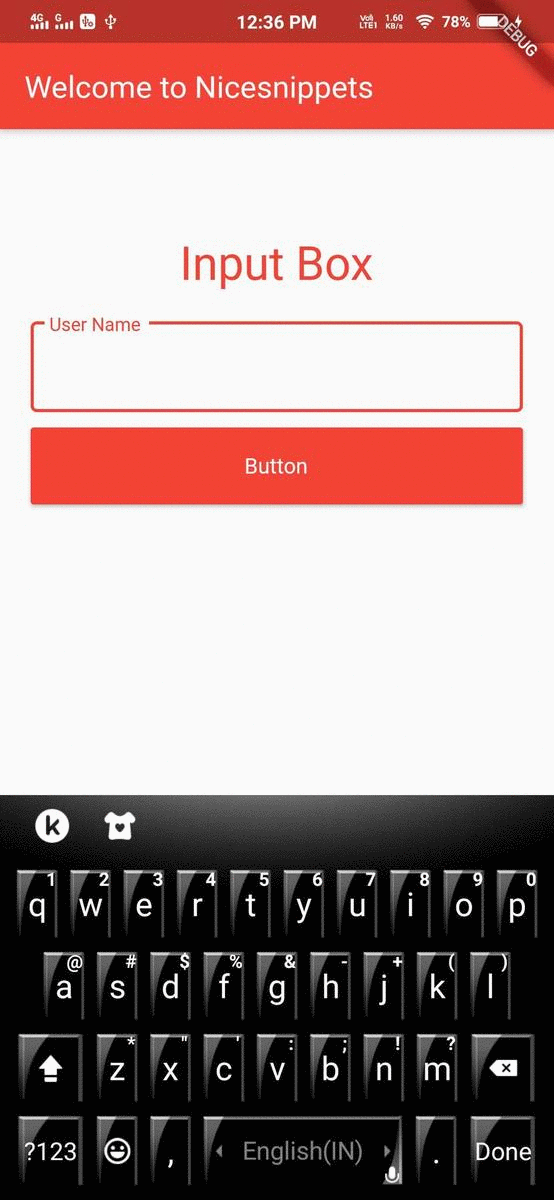 4G G 12:36 PM Vo)) LTE1 1.60 KB/s 78%
DEBUG
Welcome to Nicesnippets
Input Box
User Name
Button
k
1 2 3 4 5 6 7 8 9 0
q w e r t y u i o p
@ # $ % & - + ( )
a s d f g h j k l
* " ' : ; ! ?
z x c v b n m
?123 , English(IN) . Done